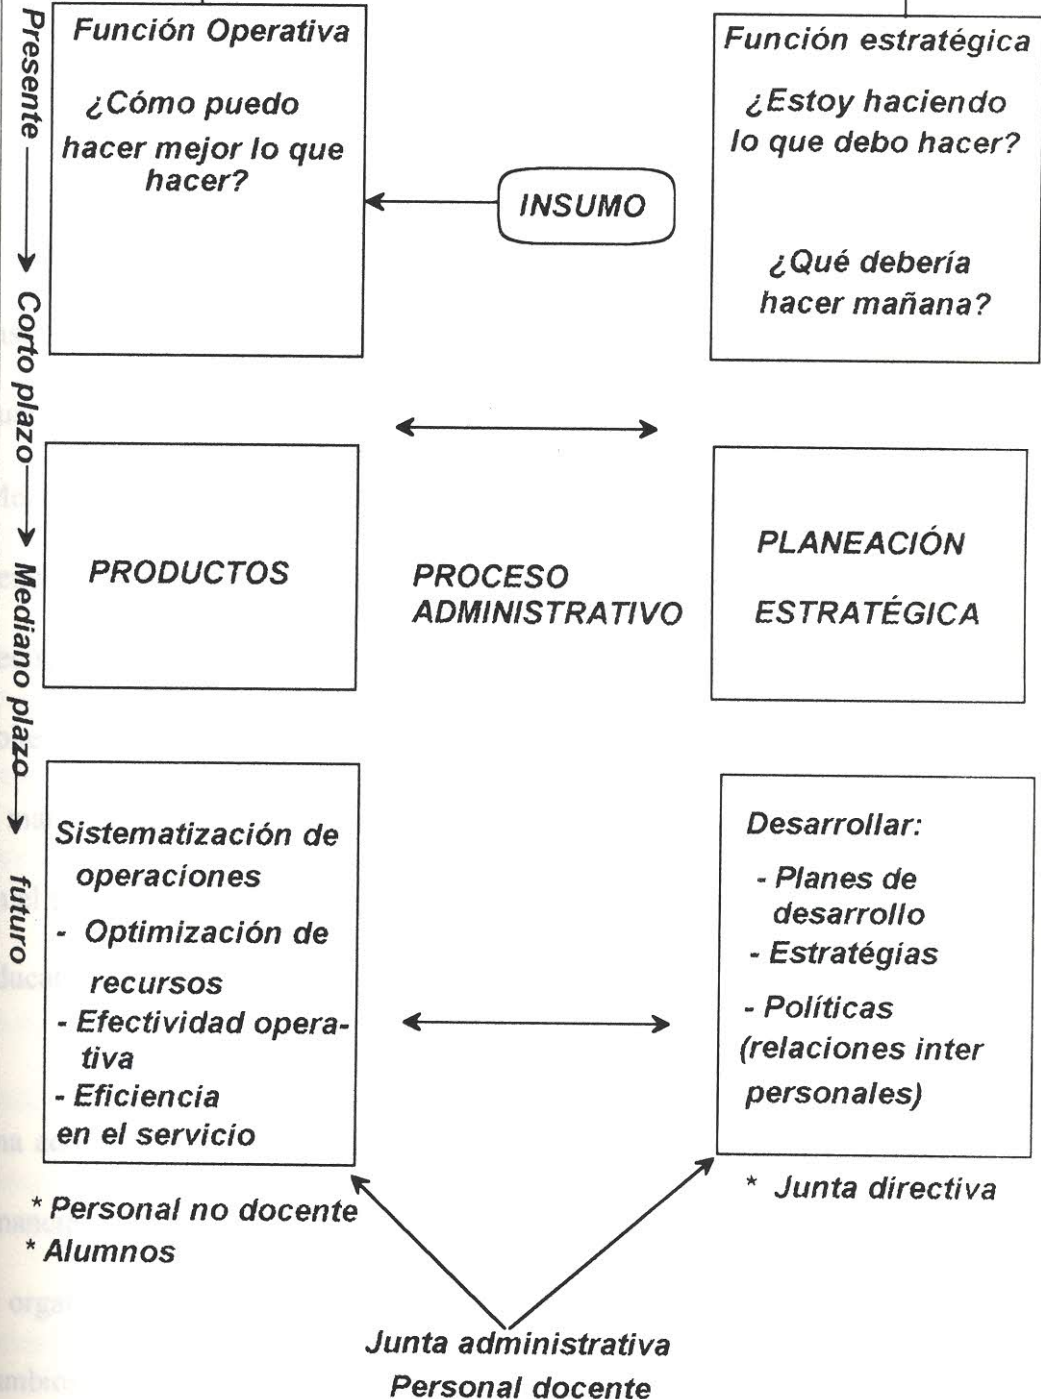 Presente
Corto plazo
Mediano plazo
futuro
Función Operativa
¿Cómo puedo
hacer mejor lo que
hacer?
INSUMO
Función estratégica
¿Estoy haciendo
lo que debo hacer?
¿Qué debería
hacer mañana?
PRODUCTOS
PROCESO
ADMINISTRATIVO
PLANEACIÓN
ESTRATÉGICA
Sistematización de
operaciones
- Optimización de
recursos
- Efectividad opera-
tiva
- Eficiencia
en el servicio
Desarrollar:
- Planes de
desarrollo
- Estratégías
- Políticas
(relaciones inter
personales)
* Personal no docente
* Alumnos
* Junta directiva
Junta administrativa
Personal docente